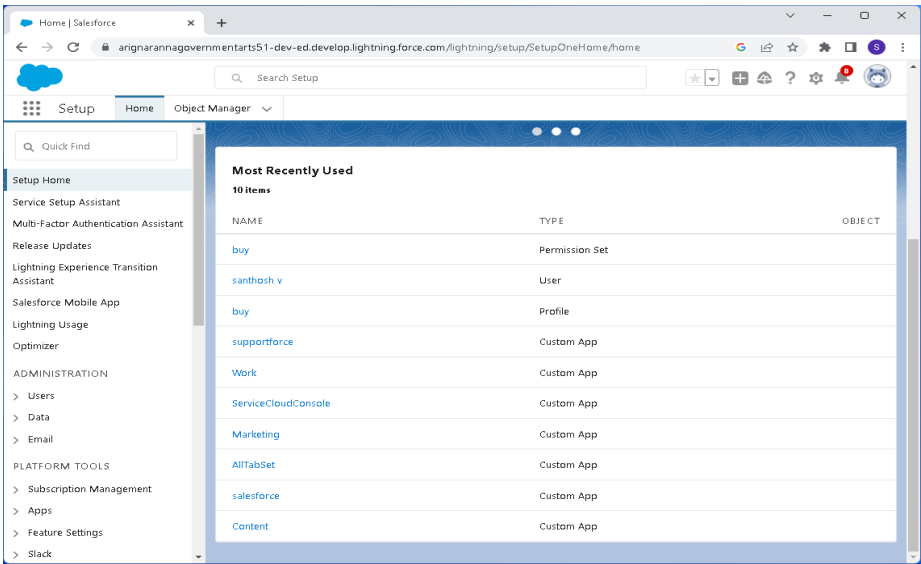 Home | Salesforce
arignarannagovernmentarts51-dev-ed.develop.lightning.force.com/lightning/setup/SetupOneHome/home
S
Search Setup
8
Setup
Home
Object Manager
Quick Find
Setup Home
Service Setup Assistant
Multi-Factor Authentication Assistant
Release Updates
Lightning Experience Transition
Assistant
Salesforce Mobile App
Lightning Usage
Optimizer
ADMINISTRATION
Users
Data
Email
PLATFORM TOOLS
Subscription Management
Apps
Feature Settings
Slack
Most Recently Used
10 items
NAME TYPE OBJECT
buy Permission Set
santhosh v User
buy Profile
supportforce Custom App
Work Custom App
ServiceCloudConsole Custom App
Marketing Custom App
AllTabSet Custom App
salesforce Custom App
Content Custom App